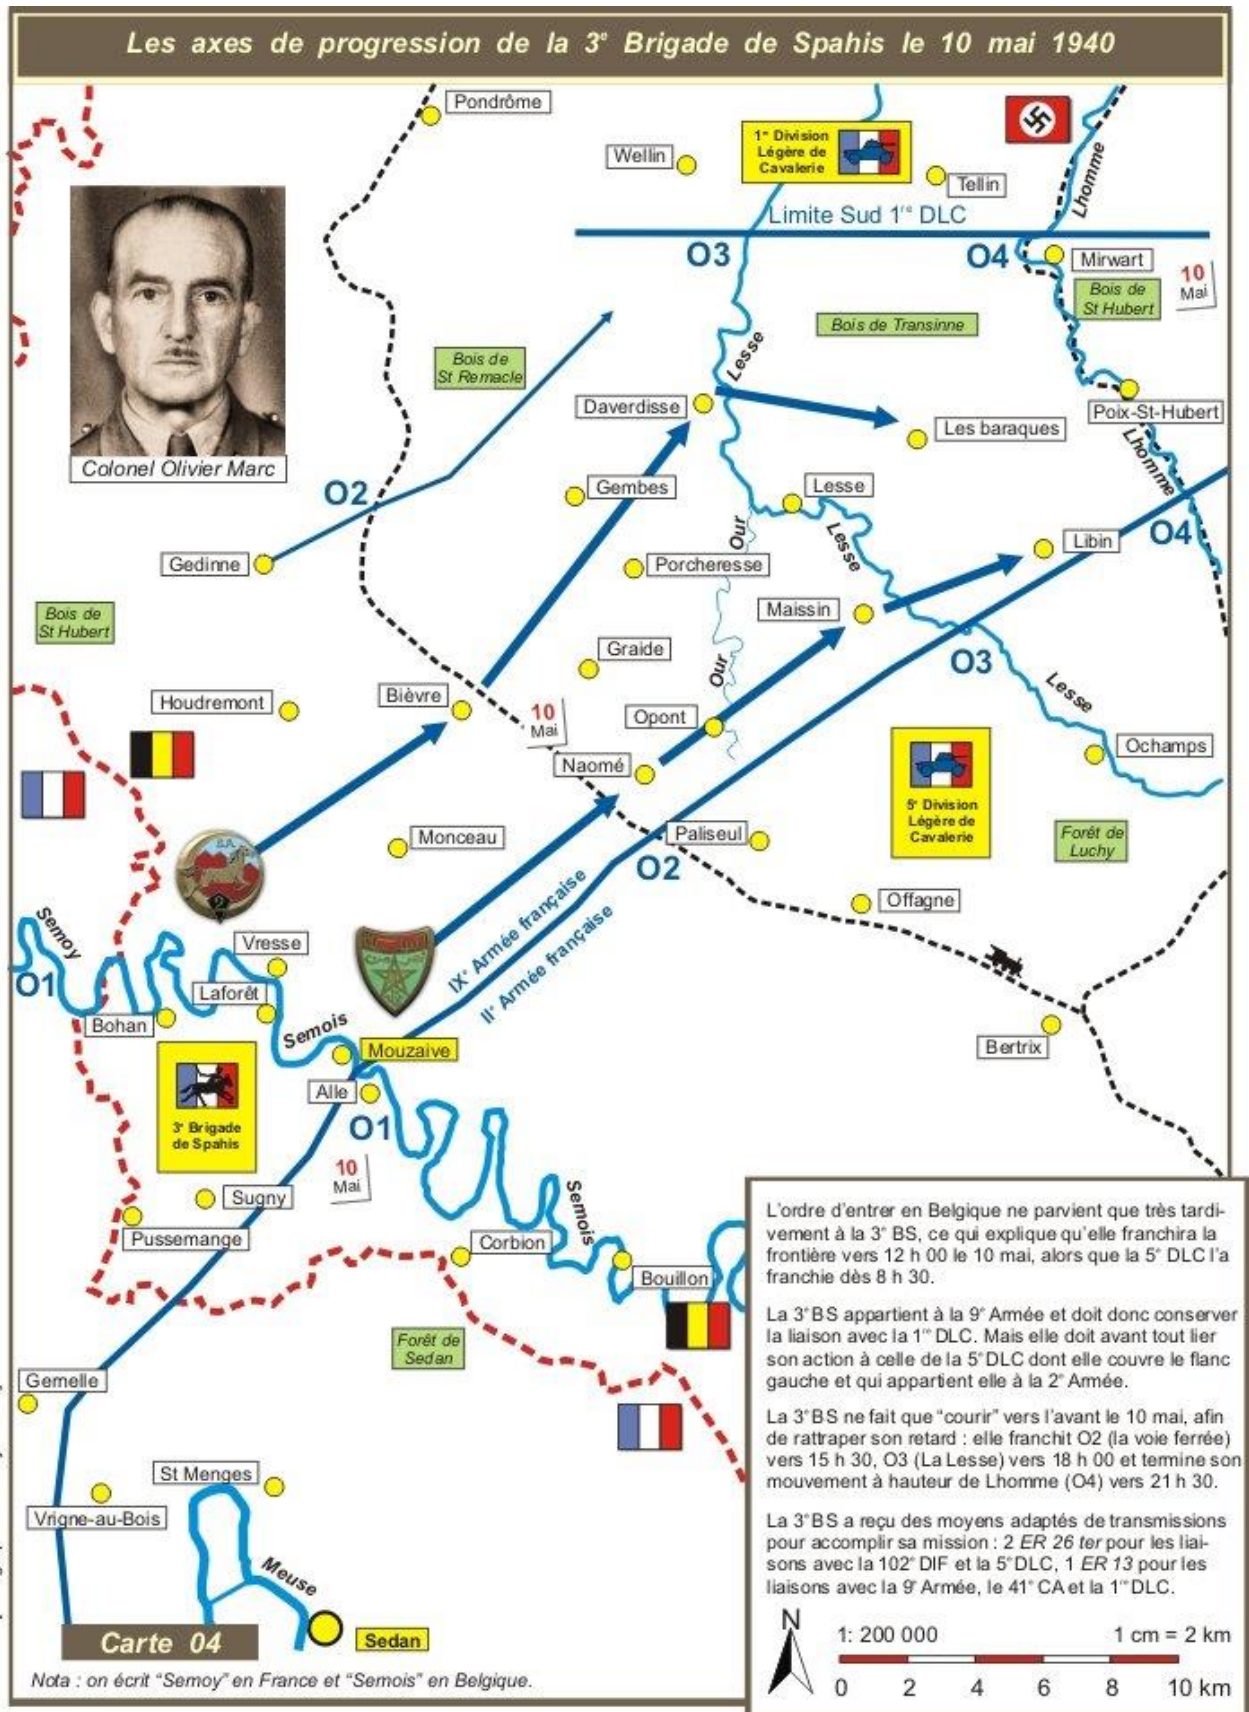 Les axes de progression de la 3e Brigade de Spahis le 10 mai 1940
Pondrôme
Wellin
1re Division
Légère de
Cavalerie
Tellin
Lhomme
Limite Sud 1re DLC
O3
O4
Mirwart
10
Mai
Bois de
St Hubert
Bois de Transinne
Bois de
St Remacle
Lesse
Daverdisse
Les baraques
Poix-St-Hubert
Colonel Olivier Marc
Lhomme
O2
Gembes
Lesse
O4
Our
Lesse
Libin
Gedinne
Porcheresse
Bois de
St Hubert
Maissin
Graide
O3
Our
Lesse
Houdremont
Bièvre
10
Mai
Opont
Ochamps
Naomé
5e Division
Légère de
Cavalerie
Monceau
Paliseul
Forêt de
Luchy
O2
Offagne
IXe Armée française
IIe Armée française
Semoy
Vresse
O1
Laforêt
Bohan
Semois
Mouzaive
Bertrix
Alle
O1
3e Brigade
de Spahis
10
Mai
Sugny
Semois
Pussemange
Corbion
Bouillon
Forêt de
Sedan
Gemelle
St Menges
Vrigne-au-Bois
Meuse
Sedan
Carte 04
Nota : on écrit “Semoy” en France et “Semois” en Belgique.
L’ordre d’entrer en Belgique ne parvient que très tardi-
vement à la 3e BS, ce qui explique qu’elle franchira la
frontière vers 12 h 00 le 10 mai, alors que la 5e DLC l’a
franchie dès 8 h 30.
La 3e BS appartient à la 9e Armée et doit donc conserver
la liaison avec la 1re DLC. Mais elle doit avant tout lier
son action à celle de la 5e DLC dont elle couvre le flanc
gauche et qui appartient elle à la 2e Armée.
La 3e BS ne fait que “courir” vers l’avant le 10 mai, afin
de rattraper son retard : elle franchit O2 (la voie ferrée)
vers 15 h 30, O3 (La Lesse) vers 18 h 00 et termine son
mouvement à hauteur de Lhomme (O4) vers 21 h 30.
La 3e BS a reçu des moyens adaptés de transmissions
pour accomplir sa mission : 2 ER 26 ter pour les liai-
sons avec la 102e DIF et la 5e DLC, 1 ER 13 pour les
liaisons avec la 9e Armée, le 41e CA et la 1re DLC.
N
1: 200 000 1 cm = 2 km
0 2 4 6 8 10 km